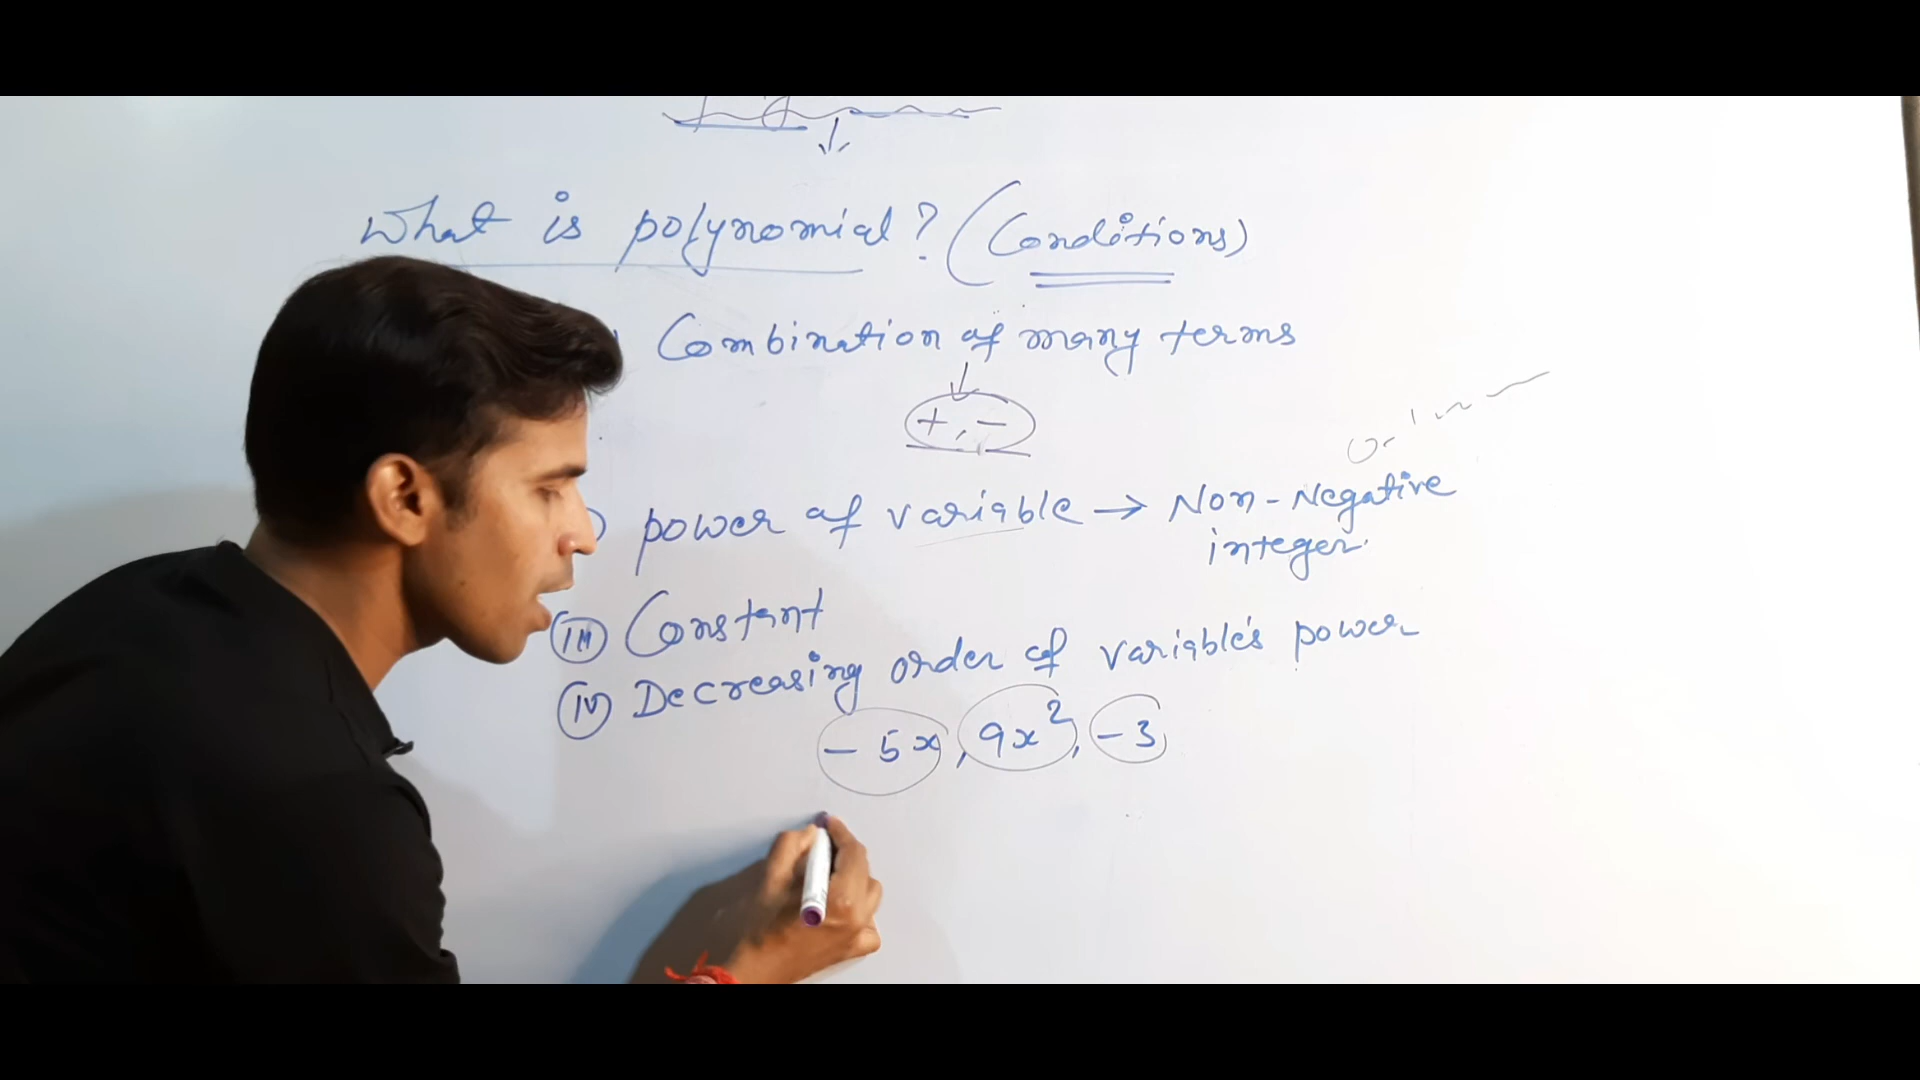 What is polynomial? (Conditions)
Combination of many terms
+, -
) power of variable → Non-Negative
integer.
(III) Constant
(IV) Decreasing order of variable's power
- 5x, 9x², - 3